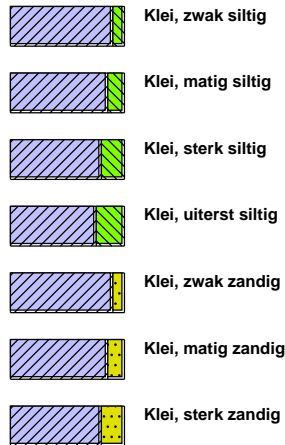 Klei, zwak siltig
Klei, matig siltig
Klei, sterk siltig
Klei, uiterst siltig
Klei, zwak zandig
Klei, matig zandig
Klei, sterk zandig